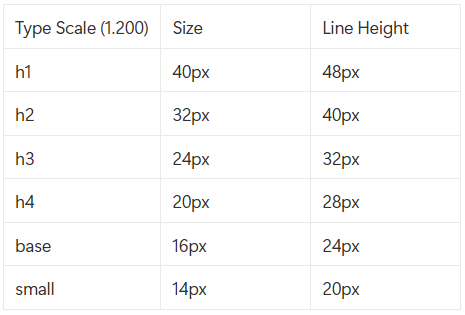 Type Scale (1.200) Size Line Height
h1 40px 48px
h2 32px 40px
h3 24px 32px
h4 20px 28px
base 16px 24px
small 14px 20px